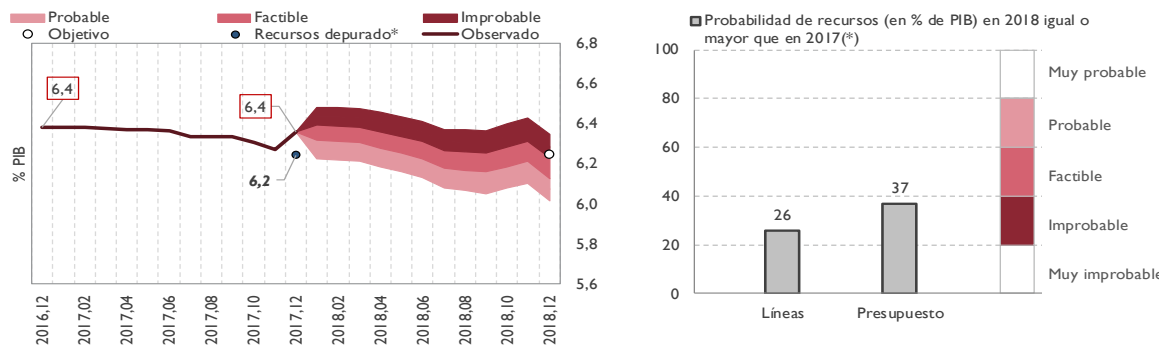 Probable
Factible
Improbable
Objetivo
Recursos depurado*
Observado
6,8
6,6
6,4
6,2
6,0
5,8
5,6
% PIB
6,4
6,4
6,2
2016,12
2017,02
2017,04
2017,06
2017,08
2017,10
2017,12
2018,02
2018,04
2018,06
2018,08
2018,10
2018,12
Probabilidad de recursos (en % de PIB) en 2018 igual o
mayor que en 2017(*)
100
80
60
40
20
0
26
37
Líneas
Presupuesto
Muy probable
Probable
Factible
Improbable
Muy improbable